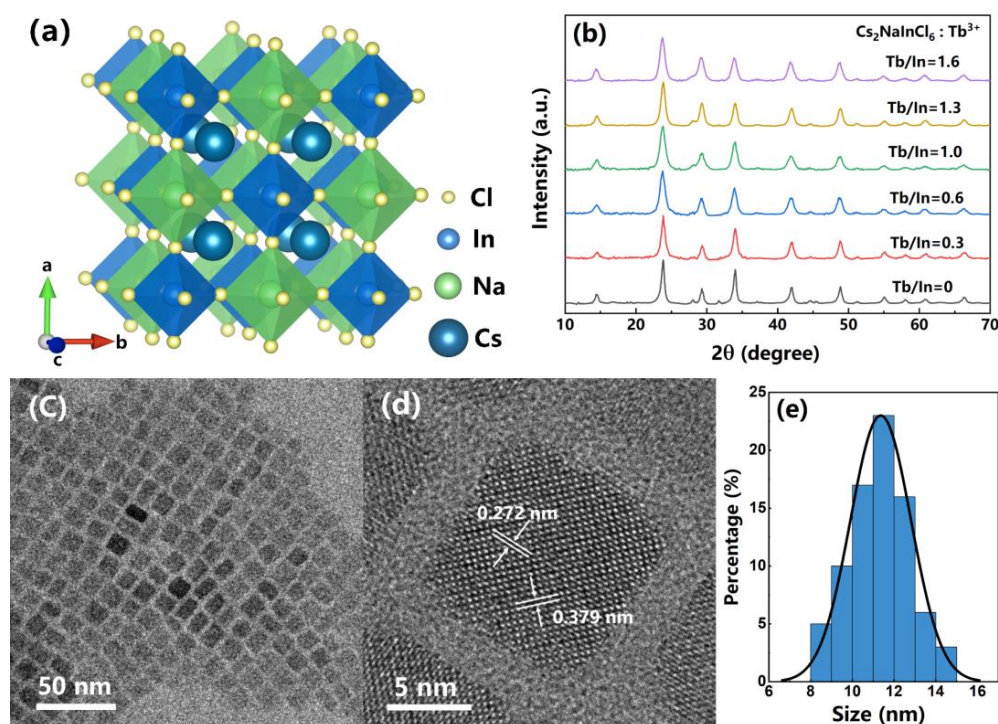 (a)
Cl
In
Na
Cs
a
b
c
(b)
Cs₂NaInCl₆ : Tb³⁺
Tb/In=1.6
Tb/In=1.3
Tb/In=1.0
Tb/In=0.6
Tb/In=0.3
Tb/In=0
Intensity (a.u.)
10 20 30 40 50 60 70
2θ (degree)
(C)
50 nm
(d)
0.272 nm
0.379 nm
5 nm
(e)
Percentage (%)
25
20
15
10
5
0
6 8 10 12 14 16
Size (nm)